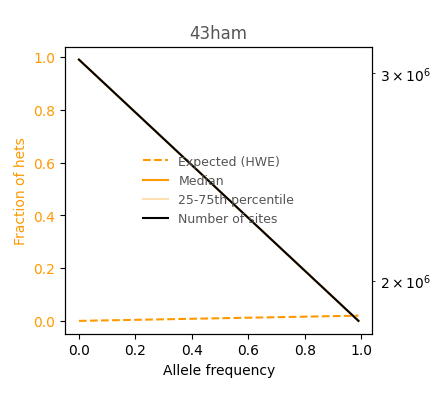 43ham
1.0
0.8
0.6
0.4
0.2
0.0
Fraction of hets
3 × 10⁶
2 × 10⁶
Expected (HWE)
Median
25-75th percentile
Number of sites
0.0 0.2 0.4 0.6 0.8 1.0
Allele frequency